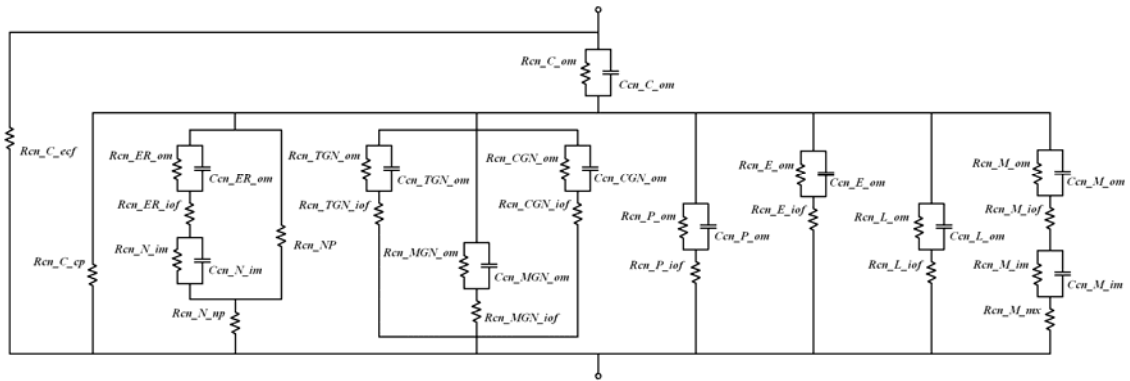 Rcn_C_om
Ccn_C_om
Rcn_C_ecf
Rcn_ER_om
Ccn_ER_om
Rcn_ER_iof
Rcn_N_im
Ccn_N_im
Rcn_NP
Rcn_C_cp
Rcn_N_np
Rcn_TGN_om
Ccn_TGN_om
Rcn_TGN_iof
Rcn_CGN_om
Ccn_CGN_om
Rcn_CGN_iof
Rcn_MGN_om
Ccn_MGN_om
Rcn_MGN_iof
Rcn_P_om
Ccn_P_om
Rcn_P_iof
Rcn_E_om
Ccn_E_om
Rcn_E_iof
Rcn_L_om
Ccn_L_om
Rcn_L_iof
Rcn_M_om
Ccn_M_om
Rcn_M_iof
Rcn_M_im
Ccn_M_im
Rcn_M_mx